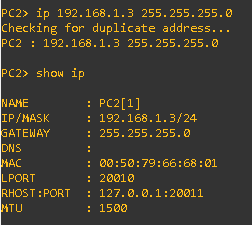 PC2> ip 192.168.1.3 255.255.255.0
Checking for duplicate address...
PC2 : 192.168.1.3 255.255.255.0
PC2> show ip
NAME        : PC2[1]
IP/MASK     : 192.168.1.3/24
GATEWAY     : 255.255.255.0
DNS         :
MAC         : 00:50:79:66:68:01
LPORT       : 20010
RHOST:PORT  : 127.0.0.1:20011
MTU         : 1500